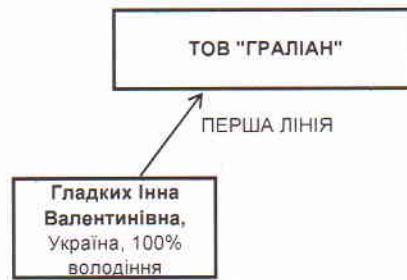 ТОВ "ГРАЛІАН"
ПЕРША ЛІНІЯ
Гладких Інна
Валентинівна,
Україна, 100%
володіння